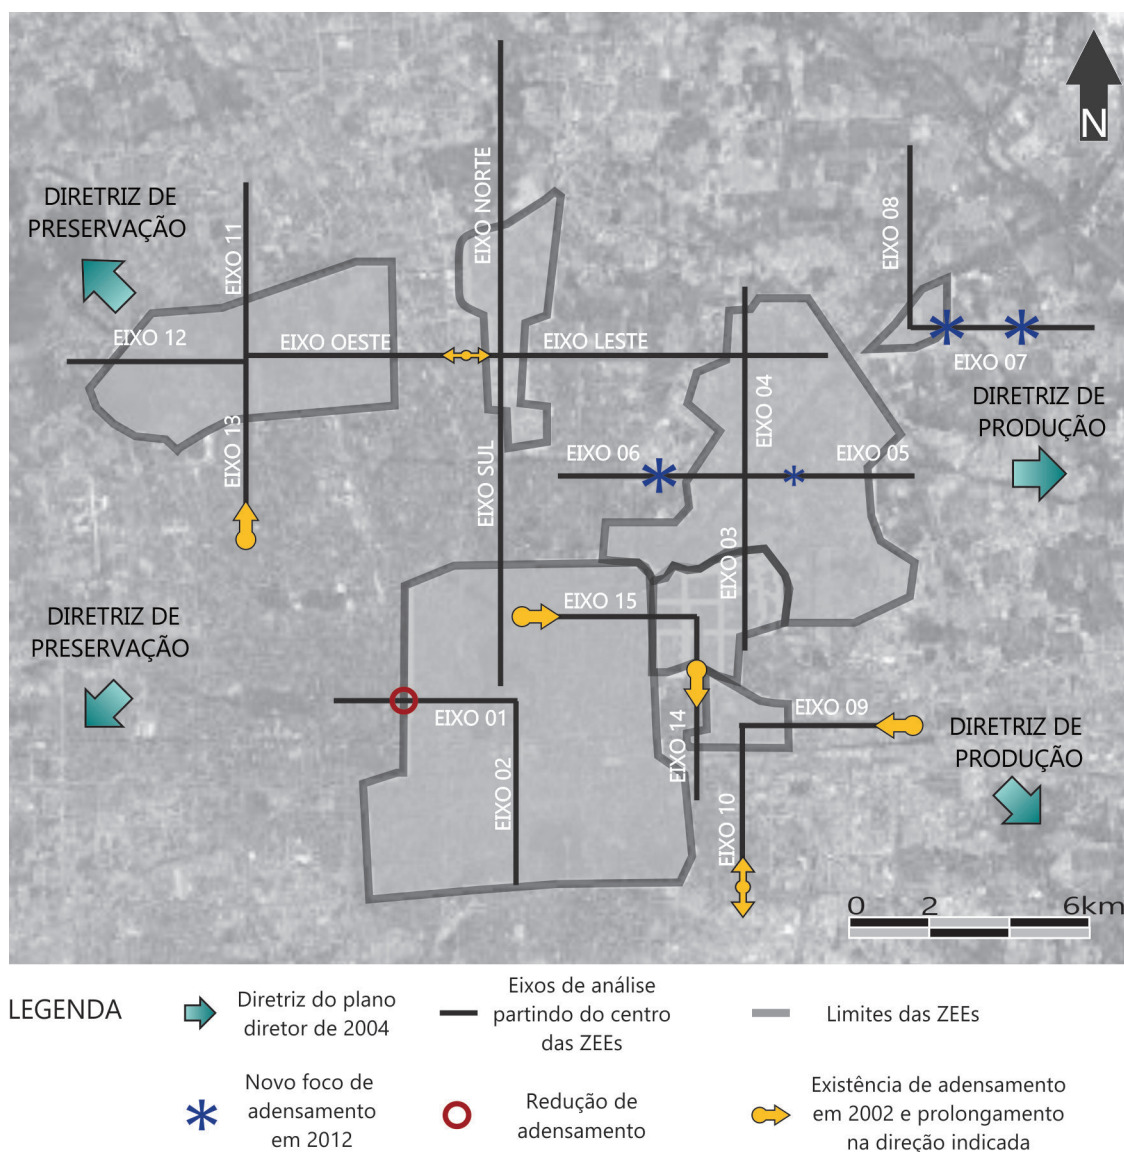 N
DIRETRIZ DE
PRESERVAÇÃO
EIXO 11
EIXO NORTE
EIXO 08
EIXO 12
EIXO OESTE
EIXO LESTE
EIXO 07
EIXO 04
DIRETRIZ DE
PRODUÇÃO
EIXO 13
EIXO SUL
EIXO 06
EIXO 05
EIXO 03
EIXO 15
DIRETRIZ DE
PRESERVAÇÃO
EIXO 01
EIXO 02
EIXO 14
EIXO 09
EIXO 10
DIRETRIZ DE
PRODUÇÃO
0 2 6km
LEGENDA
Diretriz do plano
diretor de 2004
Eixos de análise
partindo do centro
das ZEEs
Limites das ZEEs
Novo foco de
adensamento
em 2012
Redução de
adensamento
Existência de adensamento
em 2002 e prolongamento
na direção indicada